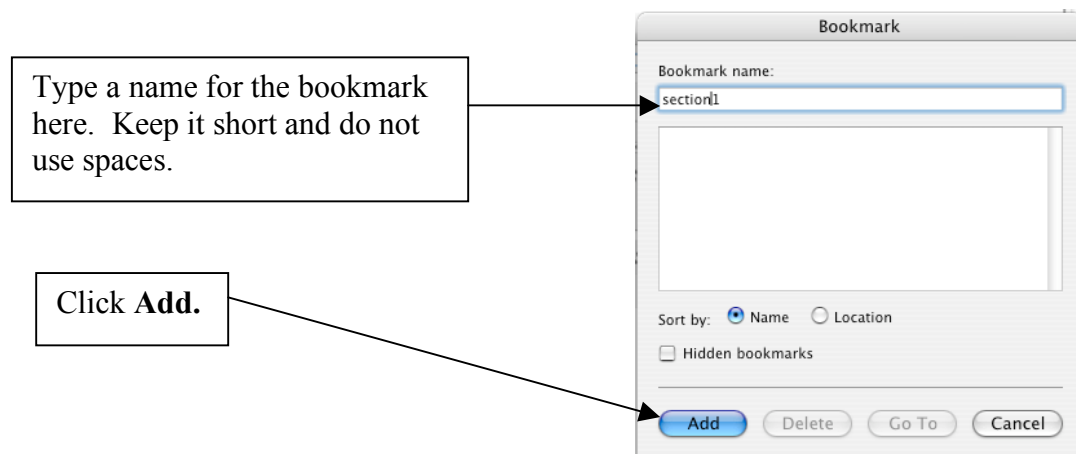 Bookmark
Type a name for the bookmark
here.  Keep it short and do not
use spaces.
Bookmark name:
section1
Click Add.
Sort by: Name Location
Hidden bookmarks
Add Delete Go To Cancel